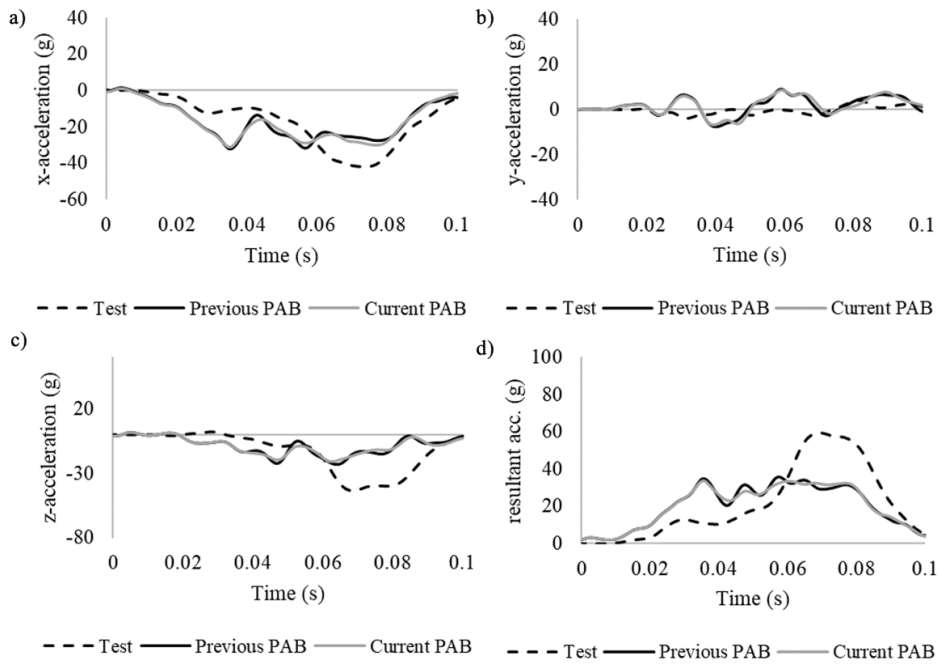 a)
x-acceleration (g)
40
20
0
-20
-40
-60
0 0.02 0.04 0.06 0.08 0.1
Time (s)
Test Previous PAB Current PAB
b)
y-acceleration (g)
40
20
0
-20
-40
0 0.02 0.04 0.06 0.08 0.1
Time (s)
Test Previous PAB Current PAB
c)
z-acceleration (g)
20
-30
-80
0 0.02 0.04 0.06 0.08 0.1
Time (s)
Test Previous PAB Current PAB
d)
resultant acc. (g)
100
80
60
40
20
0
0 0.02 0.04 0.06 0.08 0.1
Time (s)
Test Previous PAB Current PAB